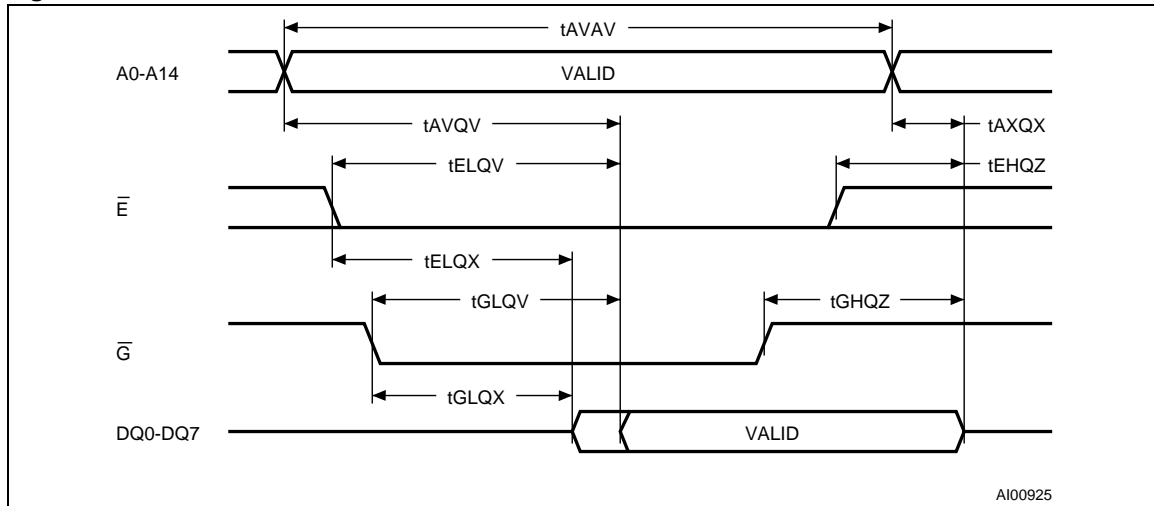 tAVAV
A0-A14
VALID
tAVQV
tAXQX
tELQV
tEHQZ
E̅
tELQX
tGLQV
tGHQZ
G̅
tGLQX
DQ0-DQ7
VALID
AI00925